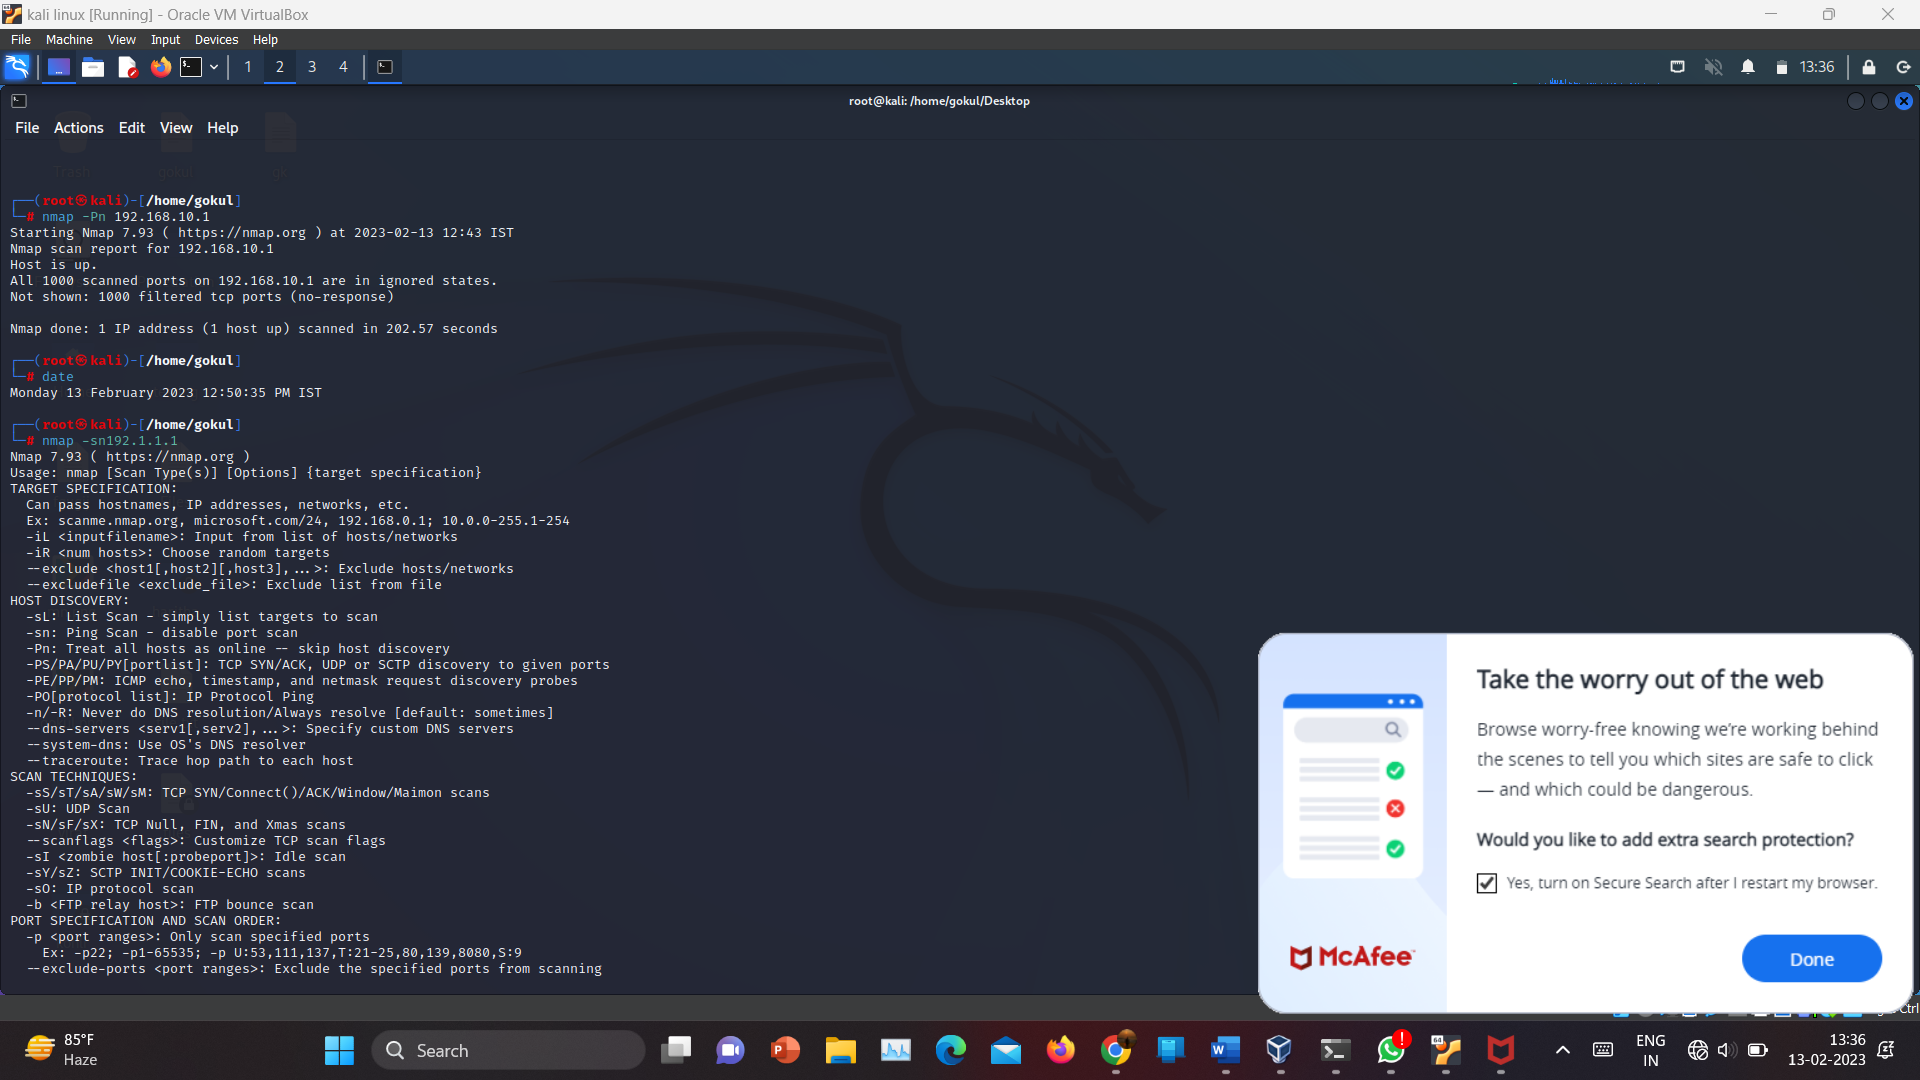 kali linux [Running] - Oracle VM VirtualBox
File Machine View Input Devices Help
1 2 3 4
13:36
root@kali: /home/gokul/Desktop
File Actions Edit View Help
Trash gokul gk
┌──(root㉿kali)-[/home/gokul]
└─# nmap -Pn 192.168.10.1
Starting Nmap 7.93 ( https://nmap.org ) at 2023-02-13 12:43 IST
Nmap scan report for 192.168.10.1
Host is up.
All 1000 scanned ports on 192.168.10.1 are in ignored states.
Not shown: 1000 filtered tcp ports (no-response)
Nmap done: 1 IP address (1 host up) scanned in 202.57 seconds
┌──(root㉿kali)-[/home/gokul]
└─# date
Monday 13 February 2023 12:50:35 PM IST
┌──(root㉿kali)-[/home/gokul]
└─# nmap -sn192.1.1.1
Nmap 7.93 ( https://nmap.org )
Usage: nmap [Scan Type(s)] [Options] {target specification}
TARGET SPECIFICATION:
Can pass hostnames, IP addresses, networks, etc.
Ex: scanme.nmap.org, microsoft.com/24, 192.168.0.1; 10.0.0-255.1-254
-iL <inputfilename>: Input from list of hosts/networks
-iR <num hosts>: Choose random targets
--exclude <host1[,host2][,host3],...>: Exclude hosts/networks
--excludefile <exclude_file>: Exclude list from file
HOST DISCOVERY:
-sL: List Scan - simply list targets to scan
-sn: Ping Scan - disable port scan
-Pn: Treat all hosts as online -- skip host discovery
-PS/PA/PU/PY[portlist]: TCP SYN/ACK, UDP or SCTP discovery to given ports
-PE/PP/PM: ICMP echo, timestamp, and netmask request discovery probes
-PO[protocol list]: IP Protocol Ping
-n/-R: Never do DNS resolution/Always resolve [default: sometimes]
--dns-servers <serv1[,serv2],...>: Specify custom DNS servers
--system-dns: Use OS's DNS resolver
--traceroute: Trace hop path to each host
SCAN TECHNIQUES:
-sS/sT/sA/sW/sM: TCP SYN/Connect()/ACK/Window/Maimon scans
-sU: UDP Scan
-sN/sF/sX: TCP Null, FIN, and Xmas scans
--scanflags <flags>: Customize TCP scan flags
-sI <zombie host[:probeport]>: Idle scan
-sY/sZ: SCTP INIT/COOKIE-ECHO scans
-sO: IP protocol scan
-b <FTP relay host>: FTP bounce scan
PORT SPECIFICATION AND SCAN ORDER:
-p <port ranges>: Only scan specified ports
Ex: -p22; -p1-65535; -p U:53,111,137,T:21-25,80,139,8080,S:9
--exclude-ports <port ranges>: Exclude the specified ports from scanning
Take the worry out of the web
Browse worry-free knowing we're working behind
the scenes to tell you which sites are safe to click
— and which could be dangerous.
Would you like to add extra search protection?
Yes, turn on Secure Search after I restart my browser.
McAfee
Done
Ctrl
85°F
Haze
Search
ENG
IN
13:36
13-02-2023